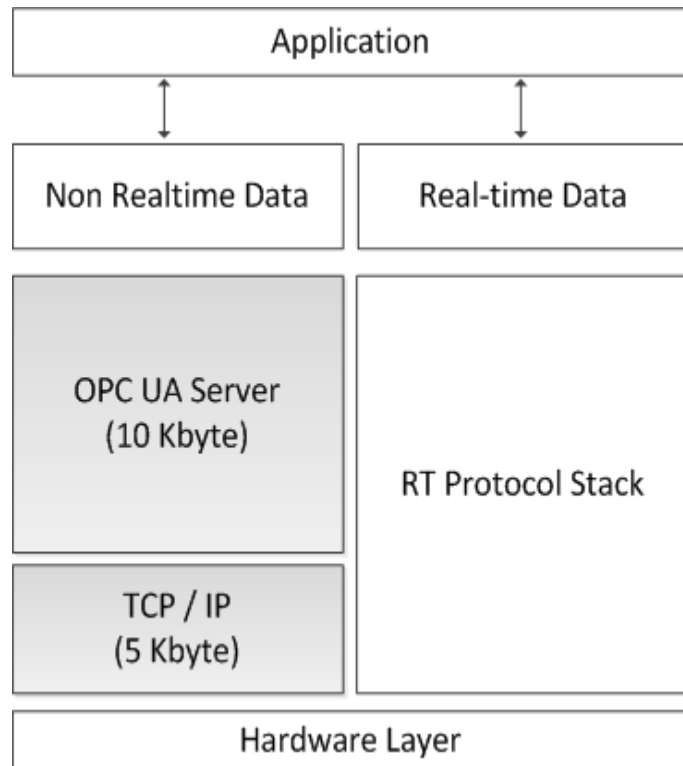 Application
Non Realtime Data
Real-time Data
OPC UA Server
(10 Kbyte)
RT Protocol Stack
TCP / IP
(5 Kbyte)
Hardware Layer